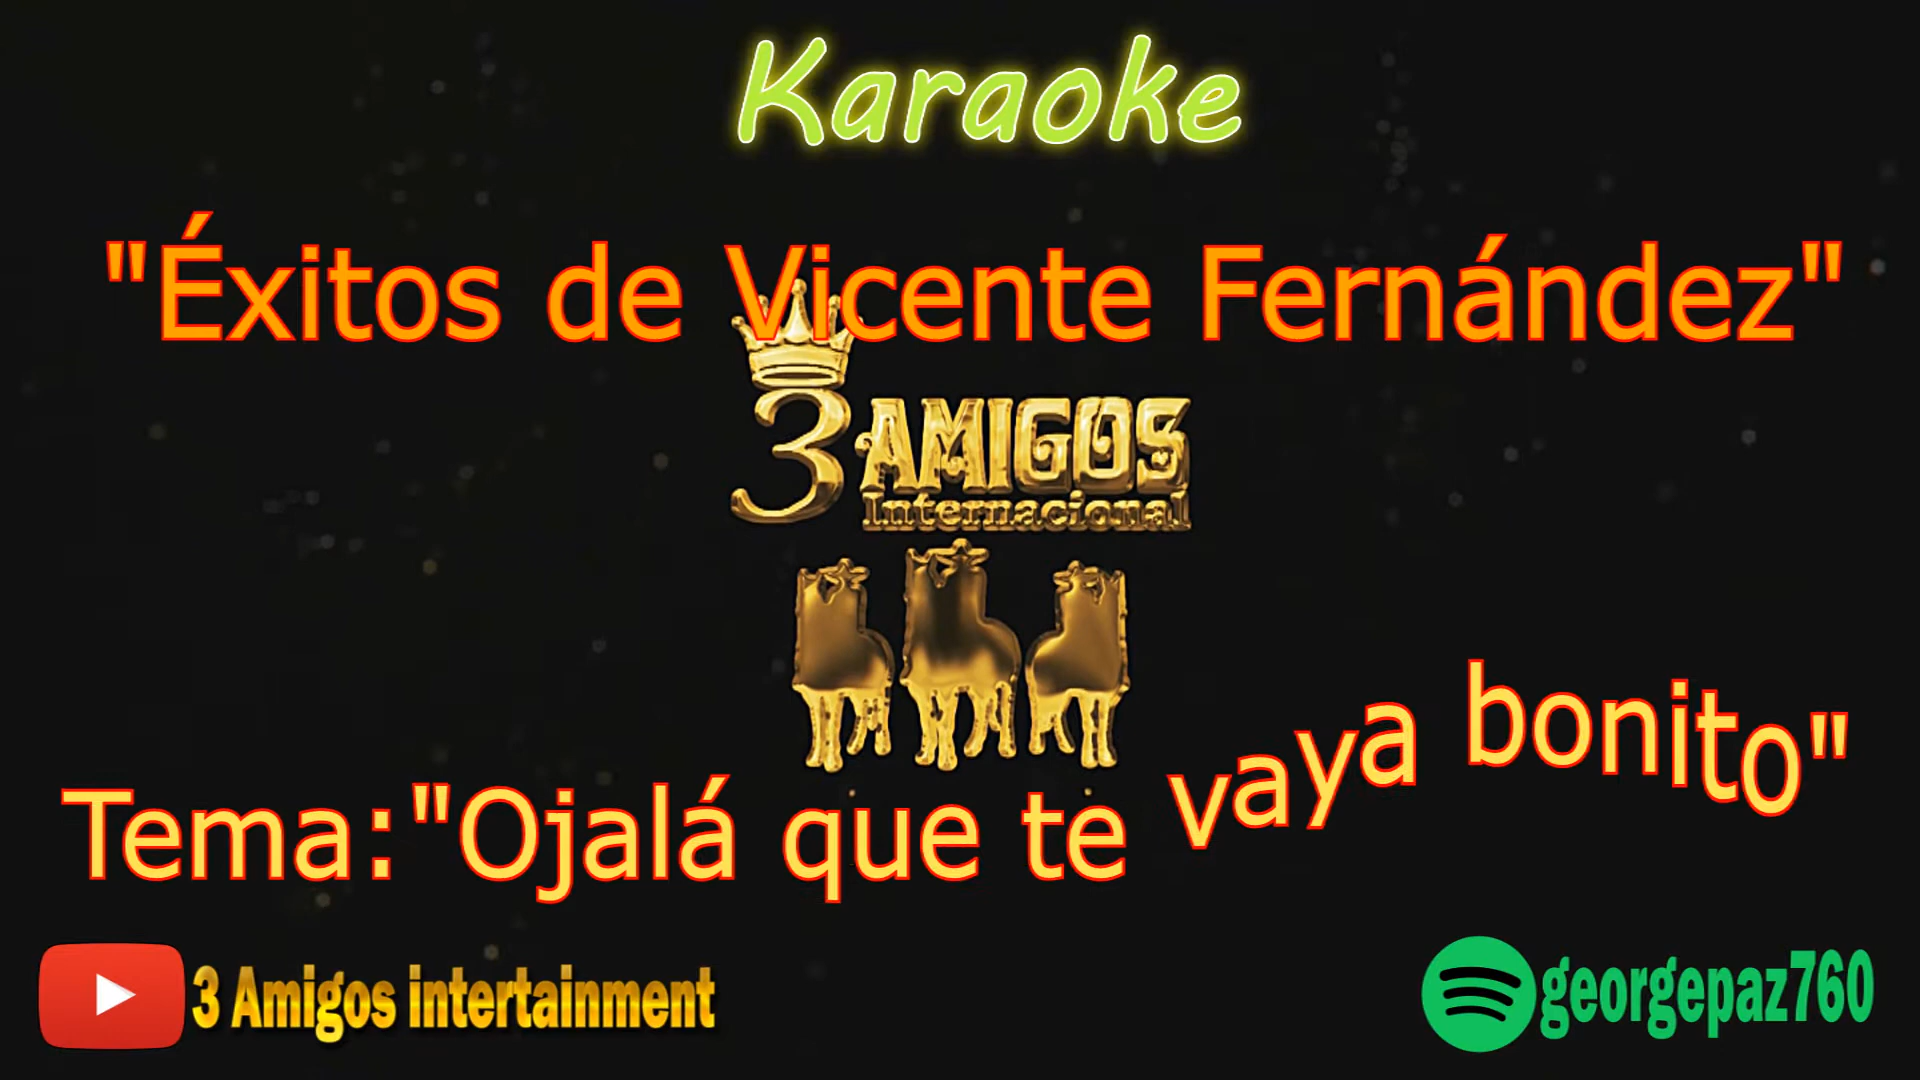 Karaoke
"Éxitos de Vicente Fernández"
3 AMIGOS
Internacional
Tema:"Ojalá que te vaya bonito"
3 Amigos intertainment
georgepaz760